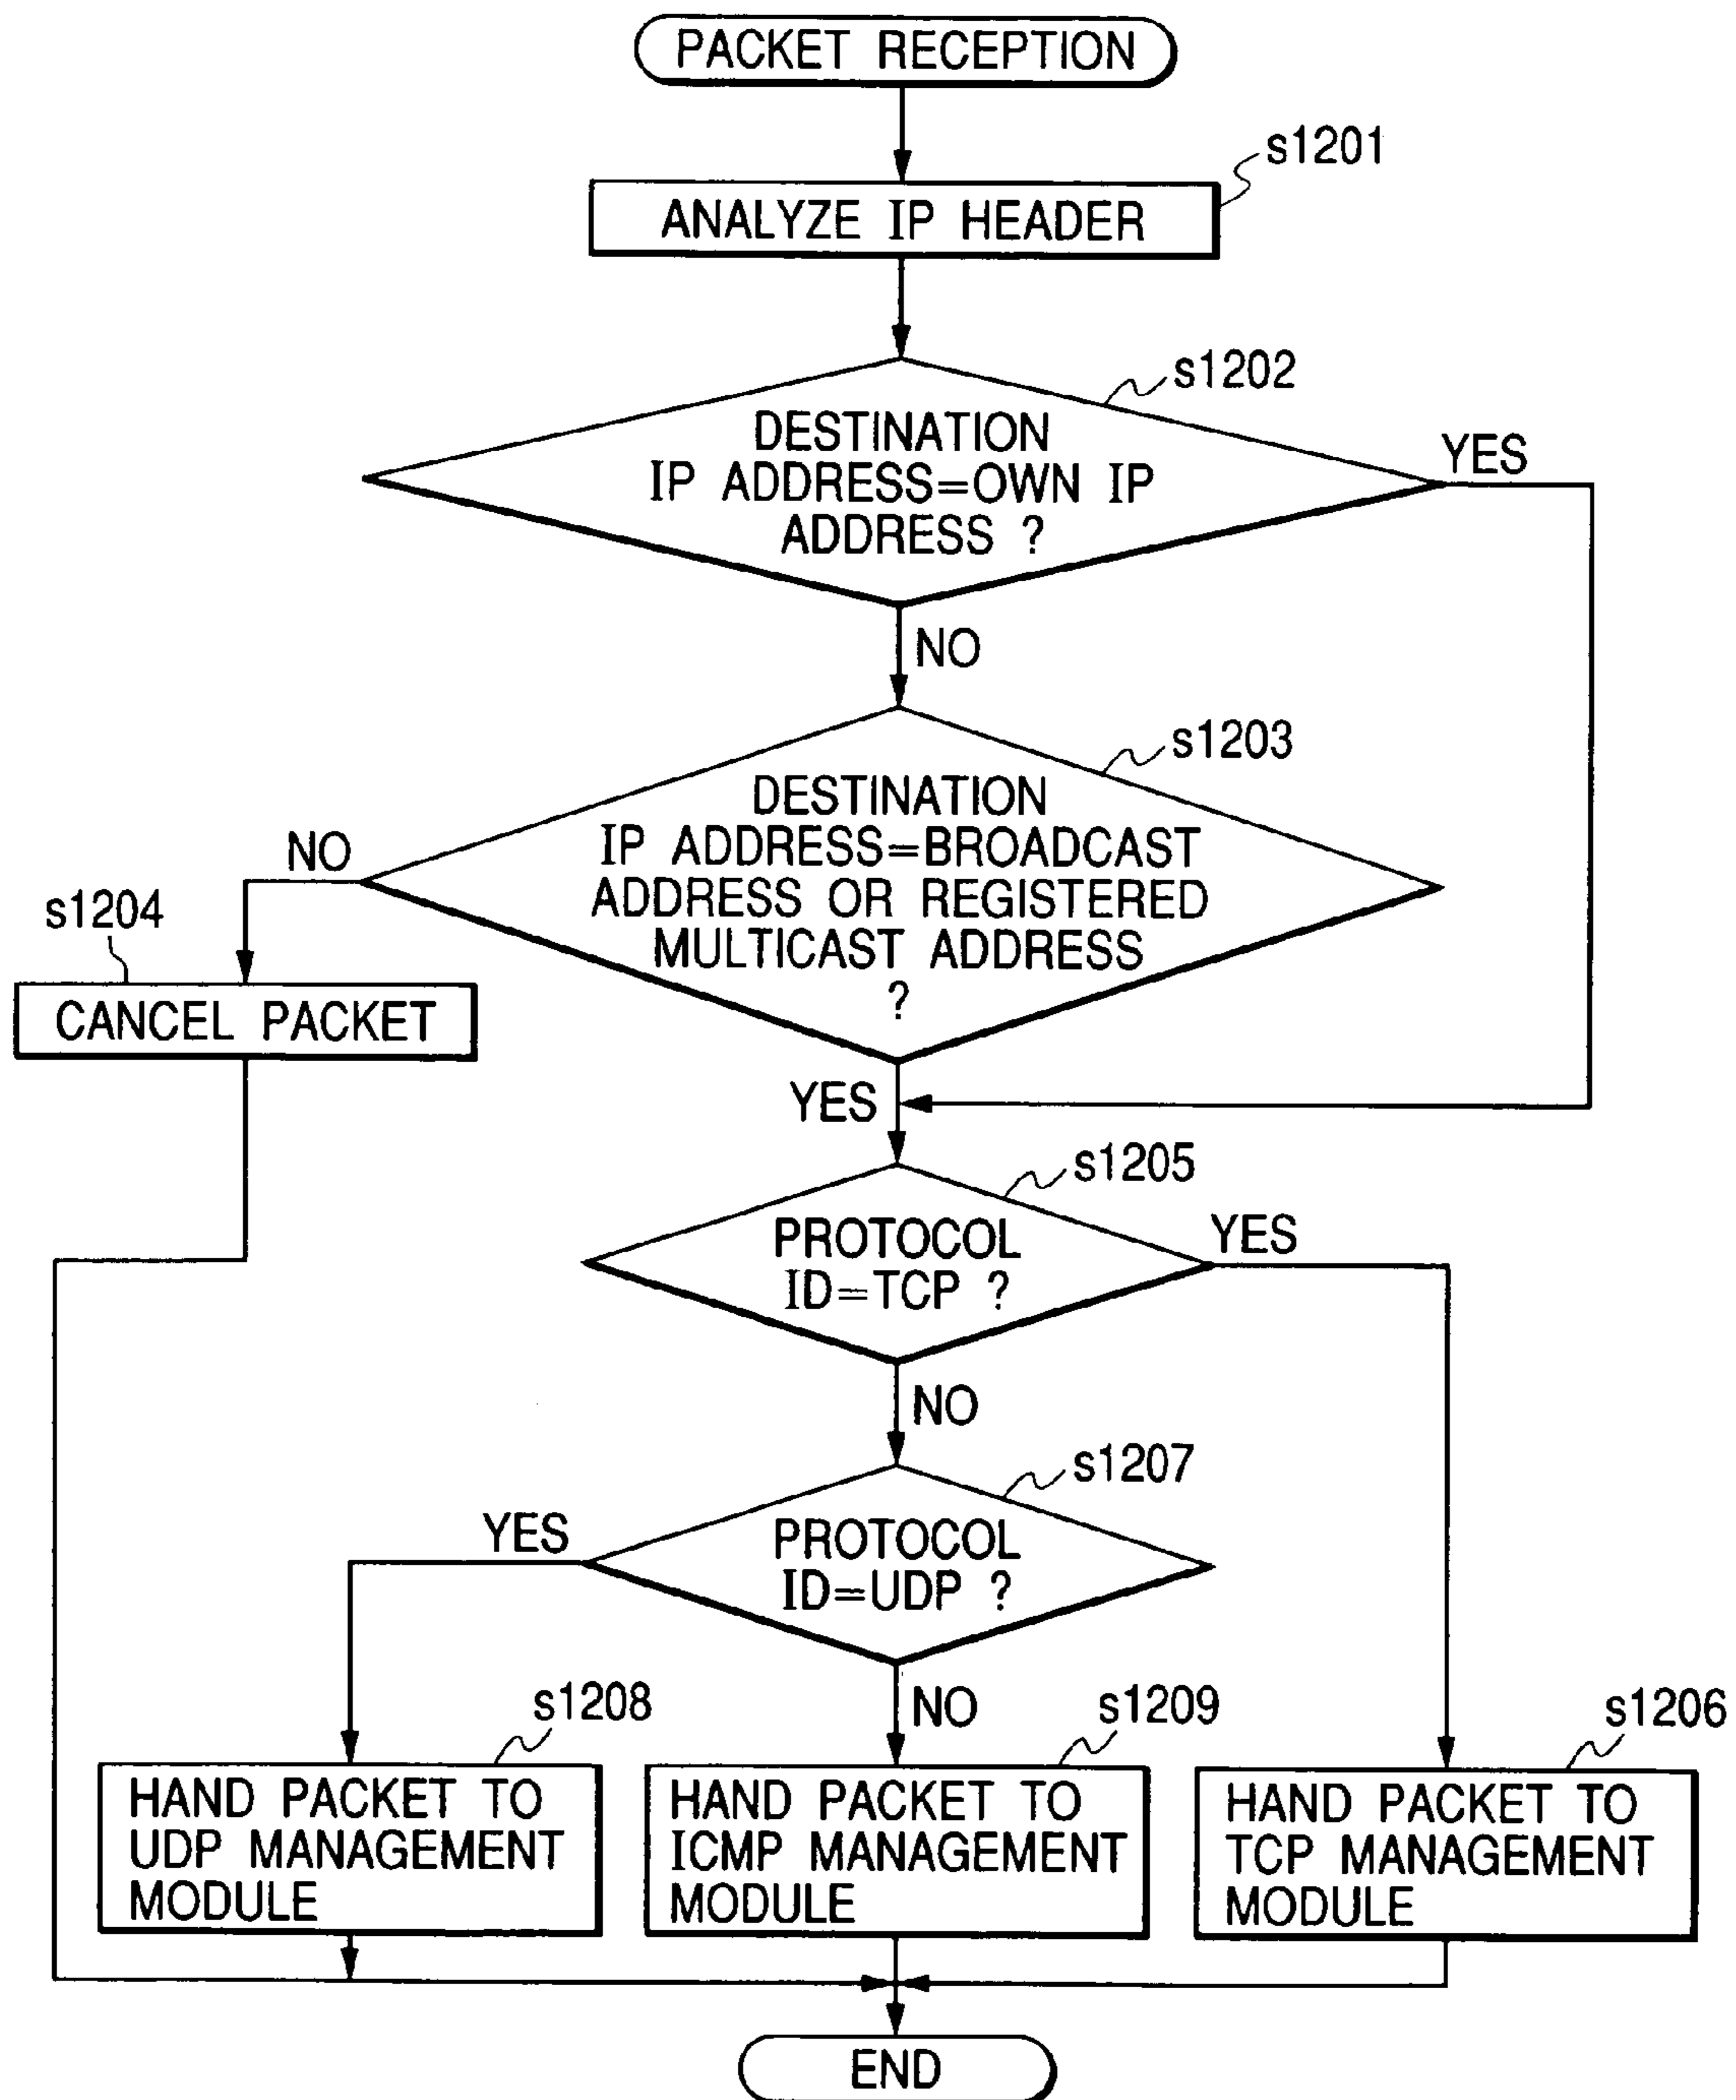 PACKET RECEPTION
s1201
ANALYZE IP HEADER
s1202
DESTINATION
IP ADDRESS=OWN IP
ADDRESS ?
YES
NO
s1203
DESTINATION
IP ADDRESS=BROADCAST
ADDRESS OR REGISTERED
MULTICAST ADDRESS
?
NO
s1204
CANCEL PACKET
YES
s1205
PROTOCOL
ID=TCP ?
YES
NO
s1207
PROTOCOL
ID=UDP ?
YES
NO
s1208
HAND PACKET TO
UDP MANAGEMENT
MODULE
s1209
HAND PACKET TO
ICMP MANAGEMENT
MODULE
s1206
HAND PACKET TO
TCP MANAGEMENT
MODULE
END